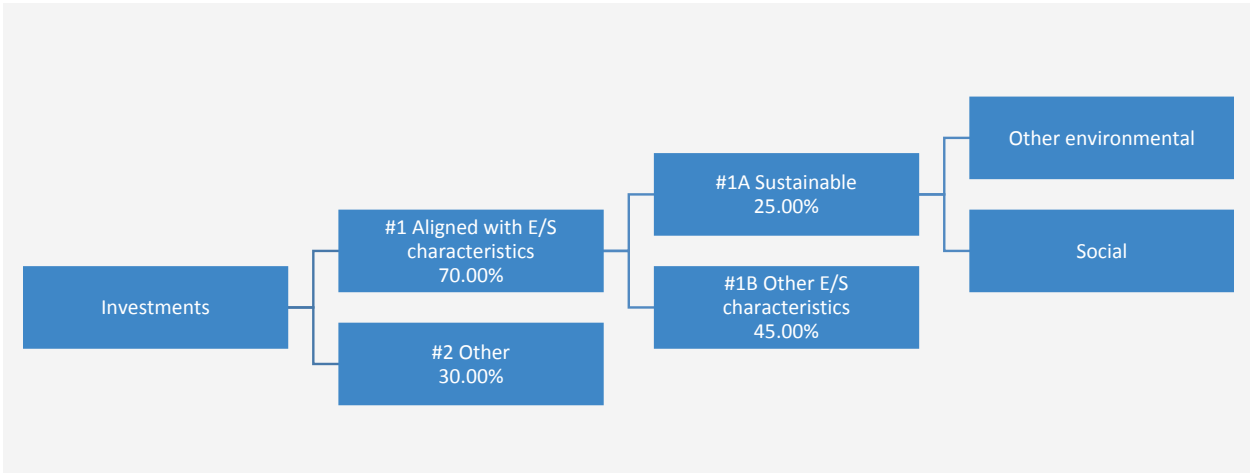 Investments
#1 Aligned with E/S
characteristics
70.00%
#2 Other
30.00%
#1A Sustainable
25.00%
#1B Other E/S
characteristics
45.00%
Other environmental
Social